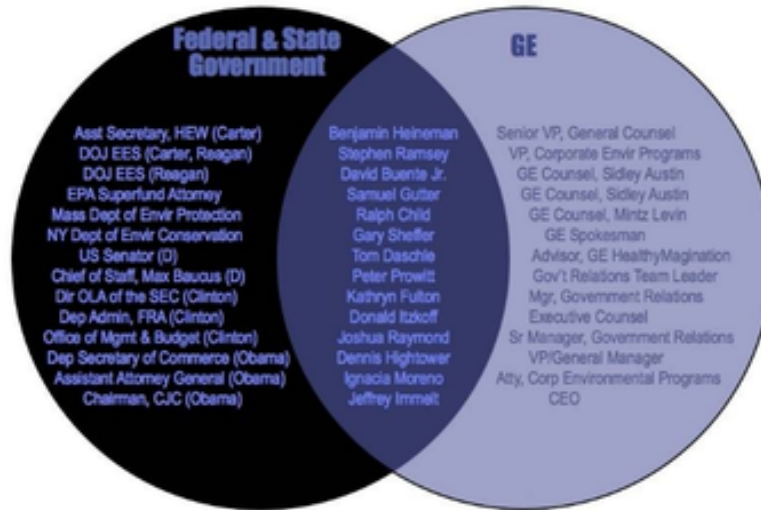 Federal & State
Government
GE
Asst Secretary, HEW (Carter) Benjamin Heineman Senior VP, General Counsel
DOJ EES (Carter, Reagan) Stephen Ramsey VP, Corporate Envir Programs
DOJ EES (Reagan) David Buente Jr. GE Counsel, Sidley Austin
EPA Superfund Attorney Samuel Gutter GE Counsel, Sidley Austin
Mass Dept of Envir Protection Ralph Child GE Counsel, Mintz Levin
NY Dept of Envir Conservation Gary Sheffer GE Spokesman
US Senator (D) Tom Daschle Advisor, GE HealthyMagination
Chief of Staff, Max Baucus (D) Peter Prowitt Gov't Relations Team Leader
Dir OLA of the SEC (Clinton) Kathryn Fulton Mgr, Government Relations
Dep Admin, FRA (Clinton) Donald Itzkoff Executive Counsel
Office of Mgmt & Budget (Clinton) Joshua Raymond Sr Manager, Government Relations
Dep Secretary of Commerce (Obama) Dennis Hightower VP/General Manager
Assistant Attorney General (Obama) Ignacia Moreno Atty, Corp Environmental Programs
Chairman, CJC (Obama) Jeffrey Immelt CEO